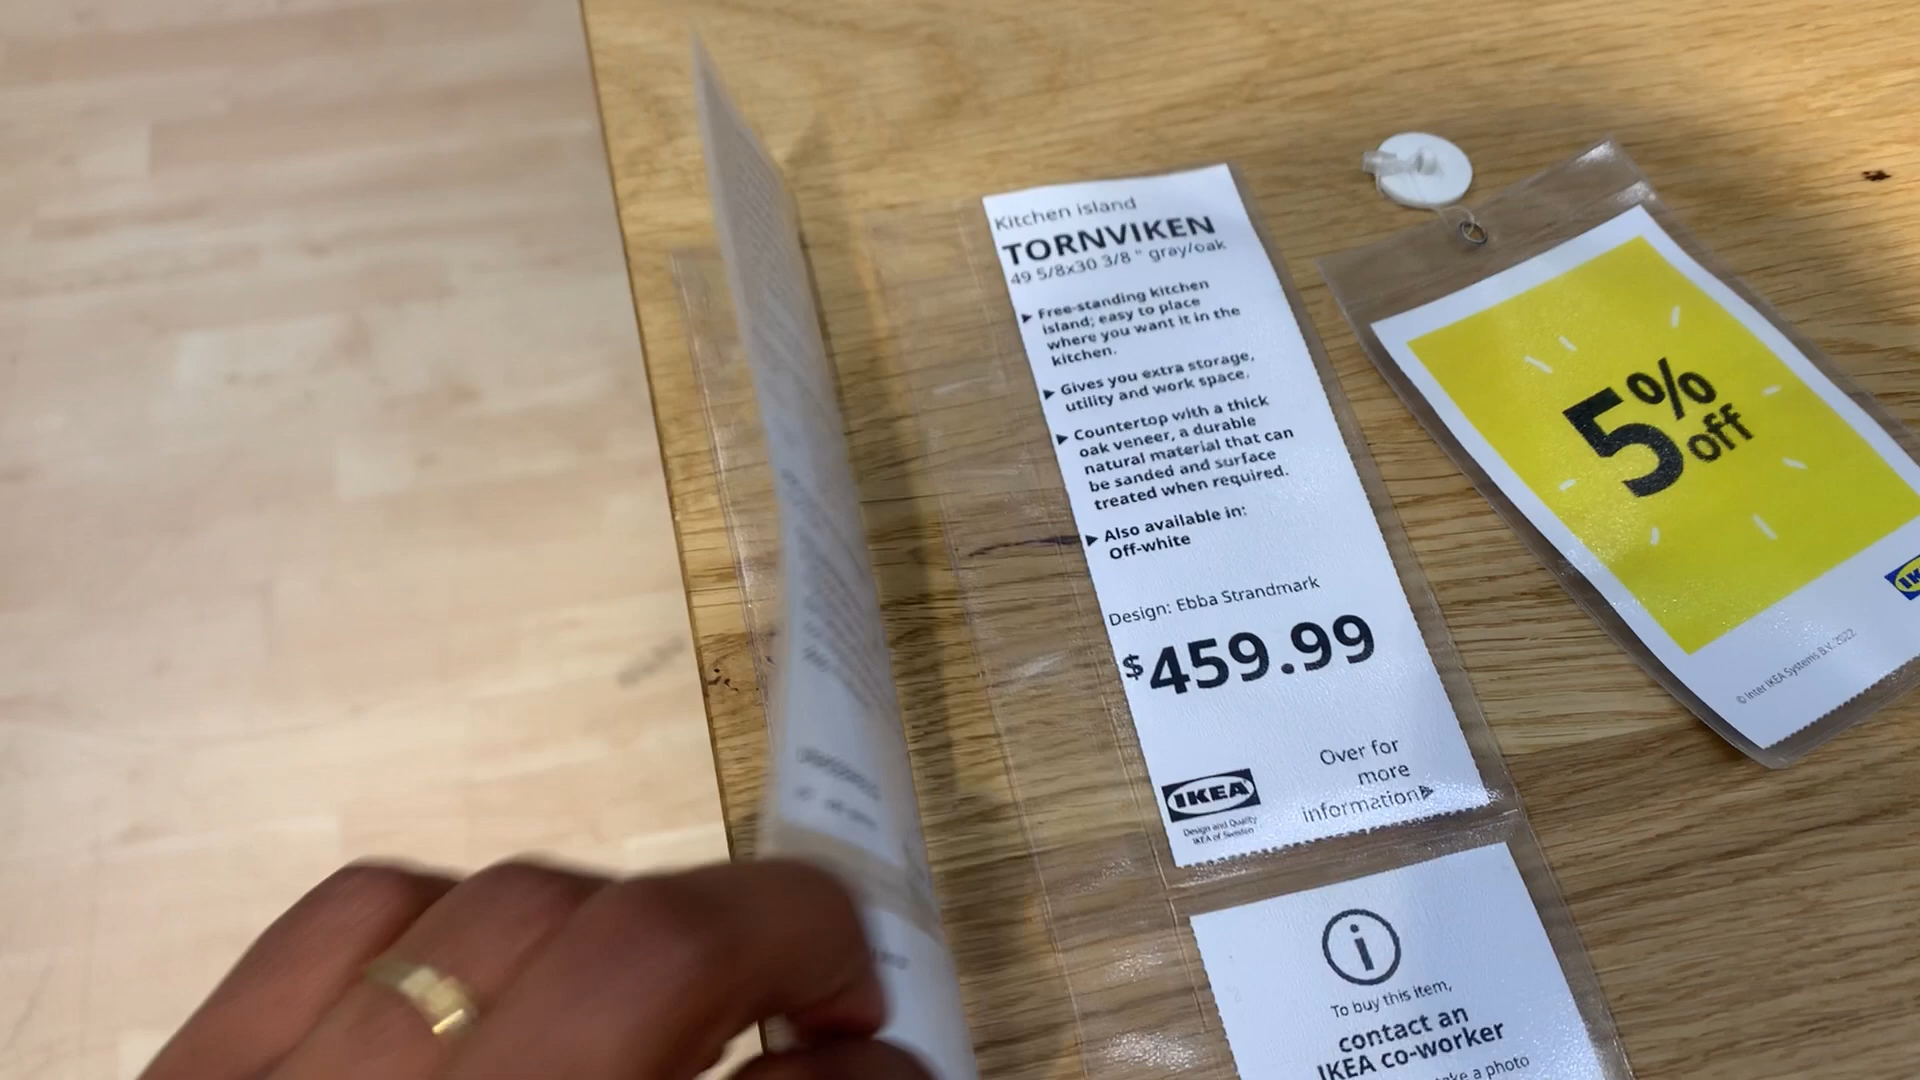 Kitchen island
TORNVIKEN
49 5/8x30 3/8 " gray/oak
▶ Free-standing kitchen
island; easy to place
where you want it in the
kitchen.
▶ Gives you extra storage,
utility and work space.
▶ Countertop with a thick
oak veneer, a durable
natural material that can
be sanded and surface
treated when required.
▶ Also available in:
Off-white
Design: Ebba Strandmark
$459.99
Over for
more
information▶
IKEA
Design and Quality
IKEA of Sweden
To buy this item,
contact an
IKEA co-worker
take a photo
5% off
© Inter IKEA Systems B.V. 2022